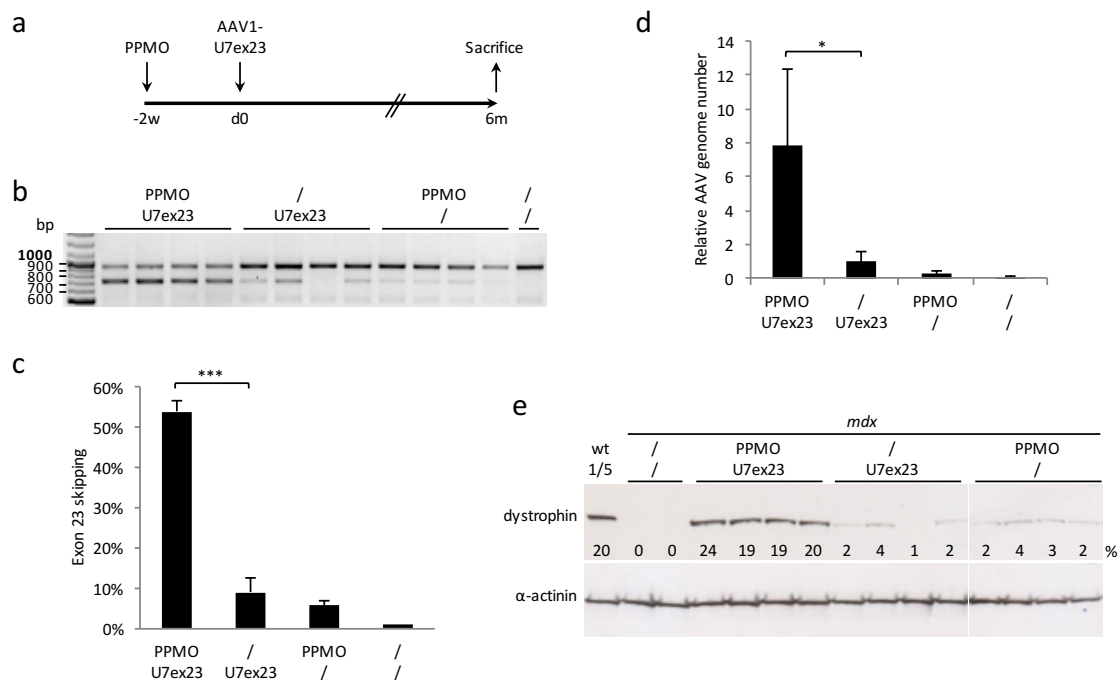 a
PPMO
AAV1-
U7ex23
Sacrifice
-2w
d0
6m
b
PPMO / PPMO /
U7ex23 U7ex23 / /
bp
1000
900
800
700
600
c
***
60%
50%
40%
30%
20%
10%
0%
Exon 23 skipping
PPMO / PPMO /
U7ex23 U7ex23 / /
d
*
14
12
10
8
6
4
2
0
Relative AAV genome number
PPMO / PPMO /
U7ex23 U7ex23 / /
e
mdx
wt / PPMO / PPMO
1/5 / U7ex23 U7ex23 /
dystrophin
20 0 0 24 19 19 20 2 4 1 2 2 4 3 2 %
α-actinin